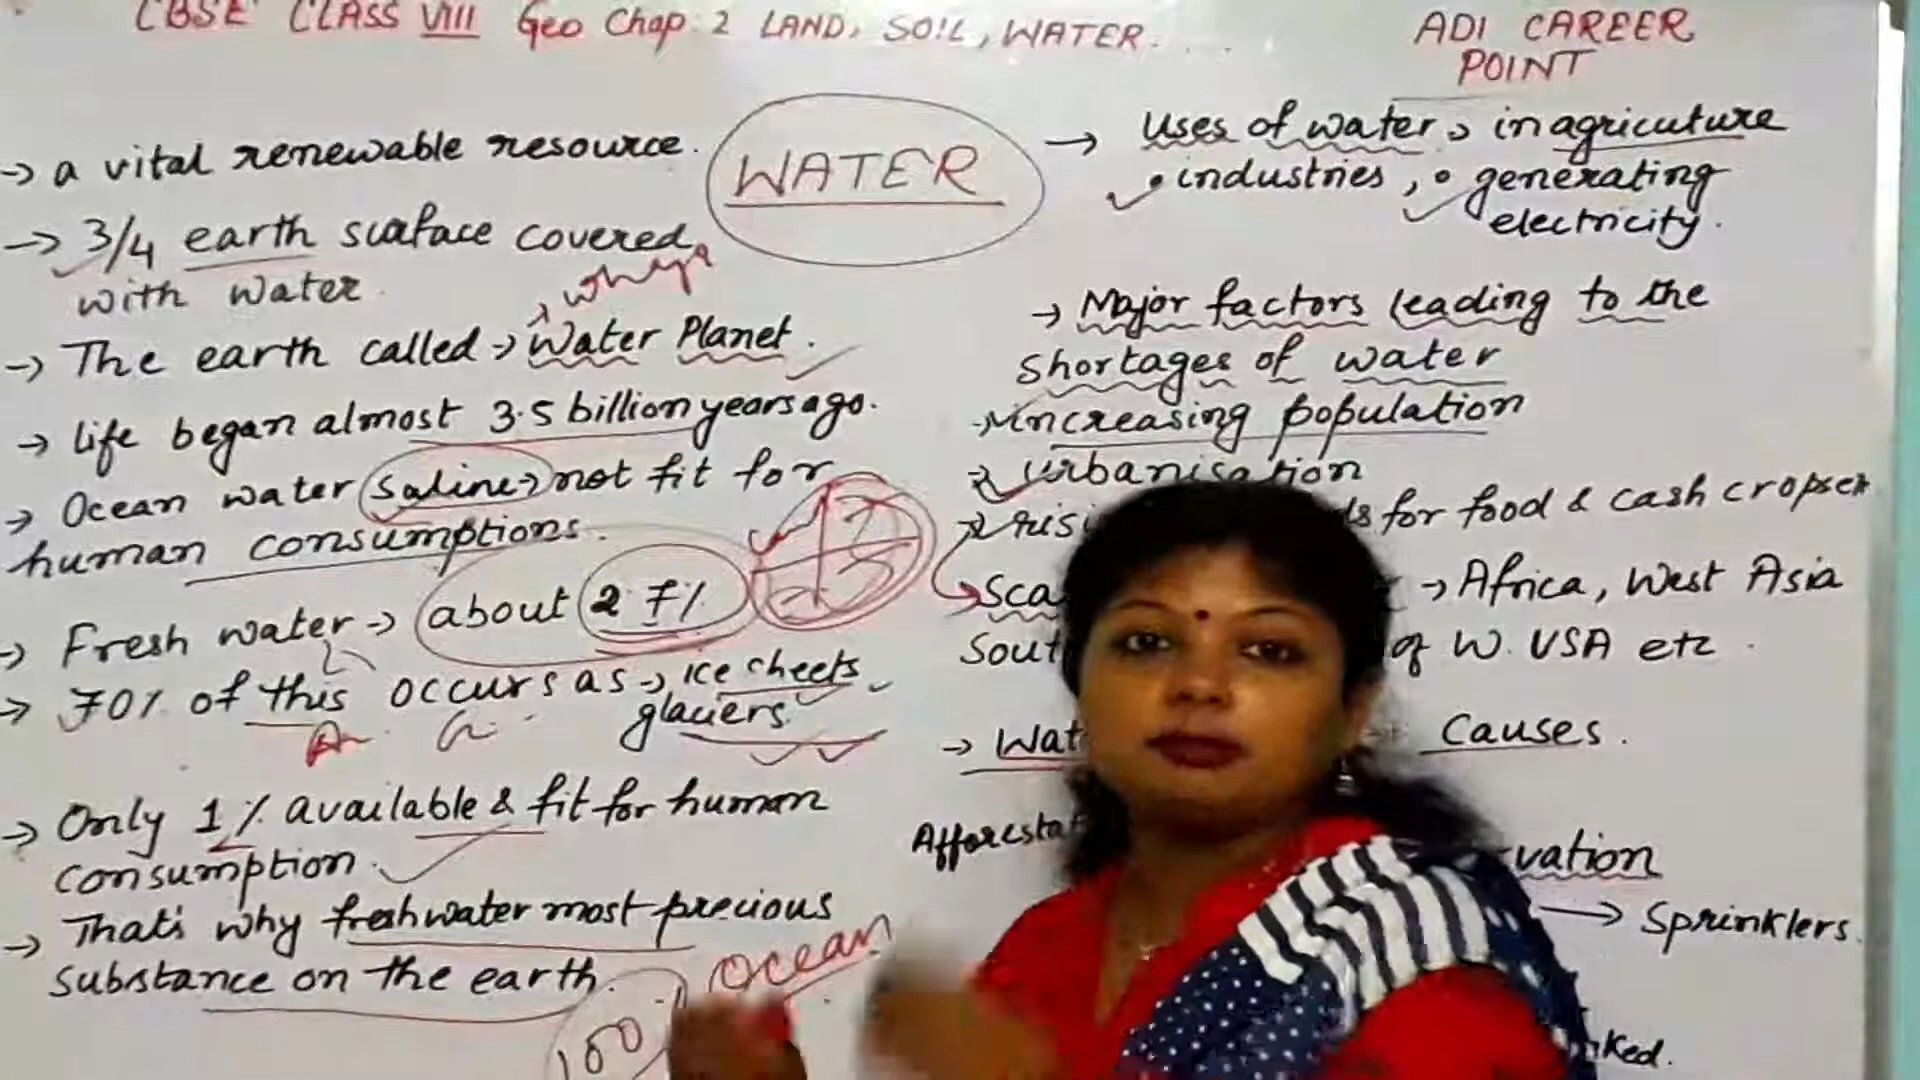 CBSE CLASS VIII Geo Chap: 2 LAND, SOIL, WATER. . . .
ADI CAREER
POINT
WATER
→ a vital renewable resource.
→ 3/4 earth surface covered
with water
why?
→ The earth called → Water Planet.
→ life began almost 3.5 billion years ago.
→ Ocean water saline → not fit for
human consumptions.
→ Fresh water → about 2.7%
→ 70% of this occurs as → ice cheets
glaciers.
→ Only 1% available & fit for human
consumption.
→ That's why freshwater most precious
substance on the earth.
100
Ocean
→ Uses of water → in agricuture
• industries, • generating
electricity.
→ Major factors leading to the
shortages of water
→ increasing population
→ Urbanisation
for food & cash crops
→ Africa, West Asia
of W. USA etc.
→ Causes.
vation
→ Sprinklers.
ked.